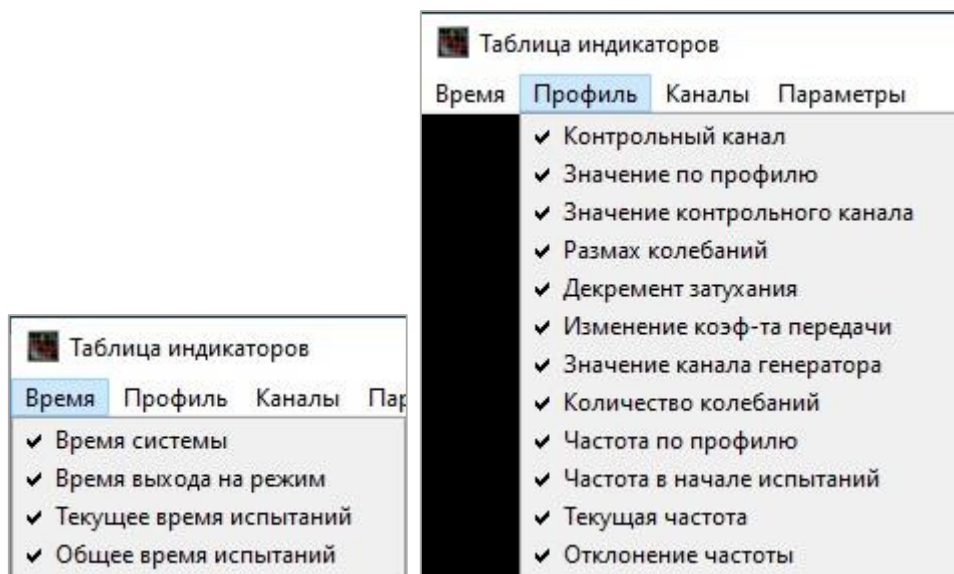 Таблица индикаторов
Время Профиль Каналы Пар
Время системы
Время выхода на режим
Текущее время испытаний
Общее время испытаний
Таблица индикаторов
Время Профиль Каналы Параметры
Контрольный канал
Значение по профилю
Значение контрольного канала
Размах колебаний
Декремент затухания
Изменение коэф-та передачи
Значение канала генератора
Количество колебаний
Частота по профилю
Частота в начале испытаний
Текущая частота
Отклонение частоты